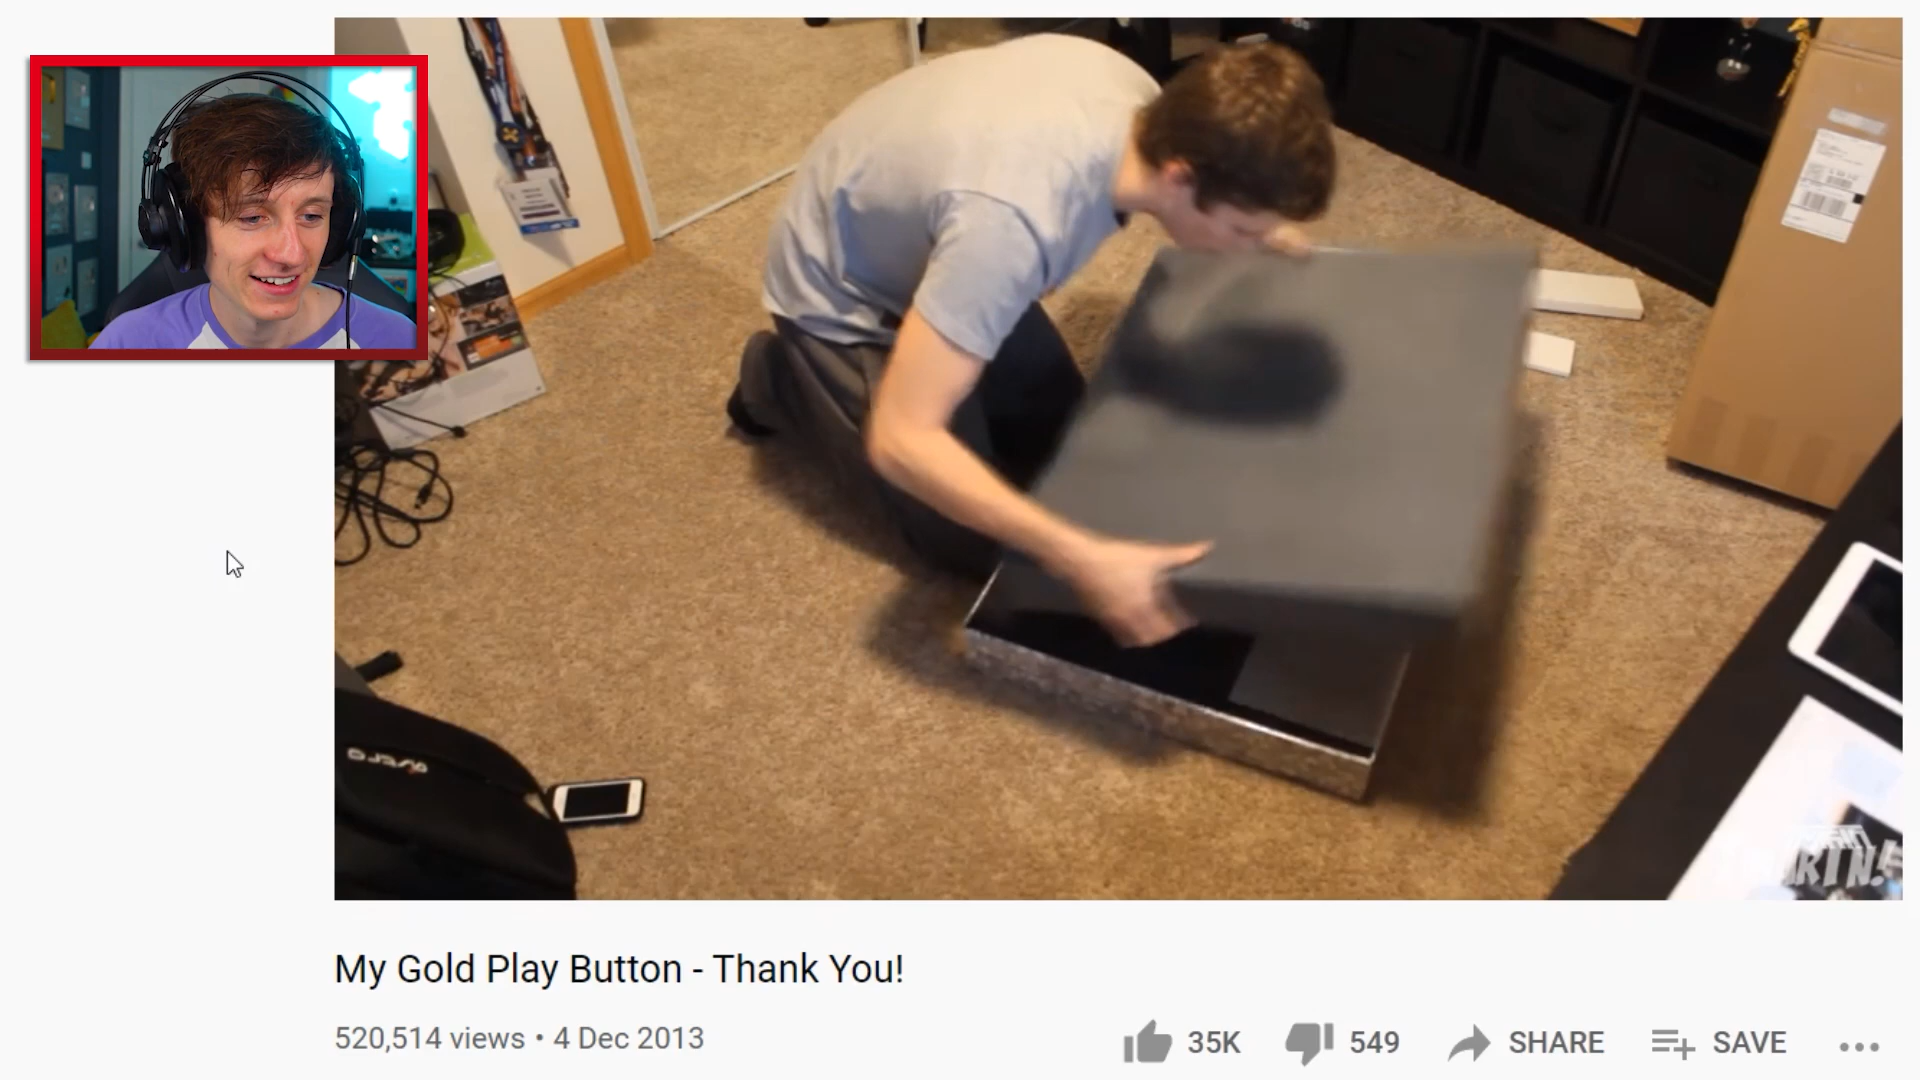 My Gold Play Button - Thank You!
520,514 views • 4 Dec 2013
35K
549
SHARE
SAVE